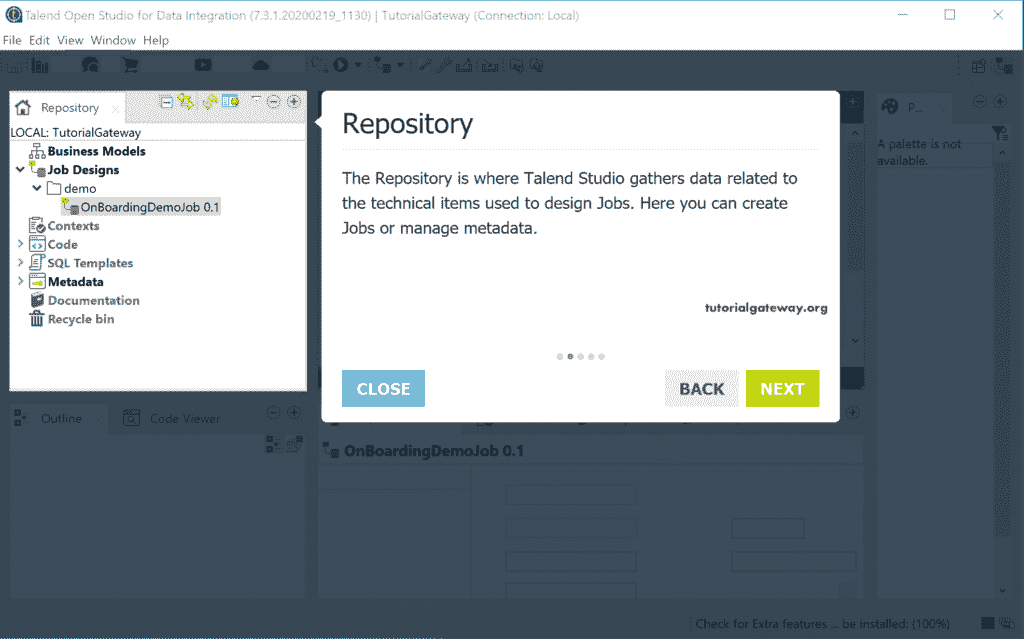 Talend Open Studio for Data Integration (7.3.1.20200219_1130) | TutorialGateway (Connection: Local)
File Edit View Window Help
Repository
LOCAL: TutorialGateway
Business Models
Job Designs
demo
OnBoardingDemoJob 0.1
Contexts
Code
SQL Templates
Metadata
Documentation
Recycle bin
Repository
The Repository is where Talend Studio gathers data related to
the technical items used to design Jobs. Here you can create
Jobs or manage metadata.
tutorialgateway.org
CLOSE
BACK
NEXT
P...
A palette is not
available.
Outline
Code Viewer
OnBoardingDemoJob 0.1
Check for Extra features ... be installed: (100%)